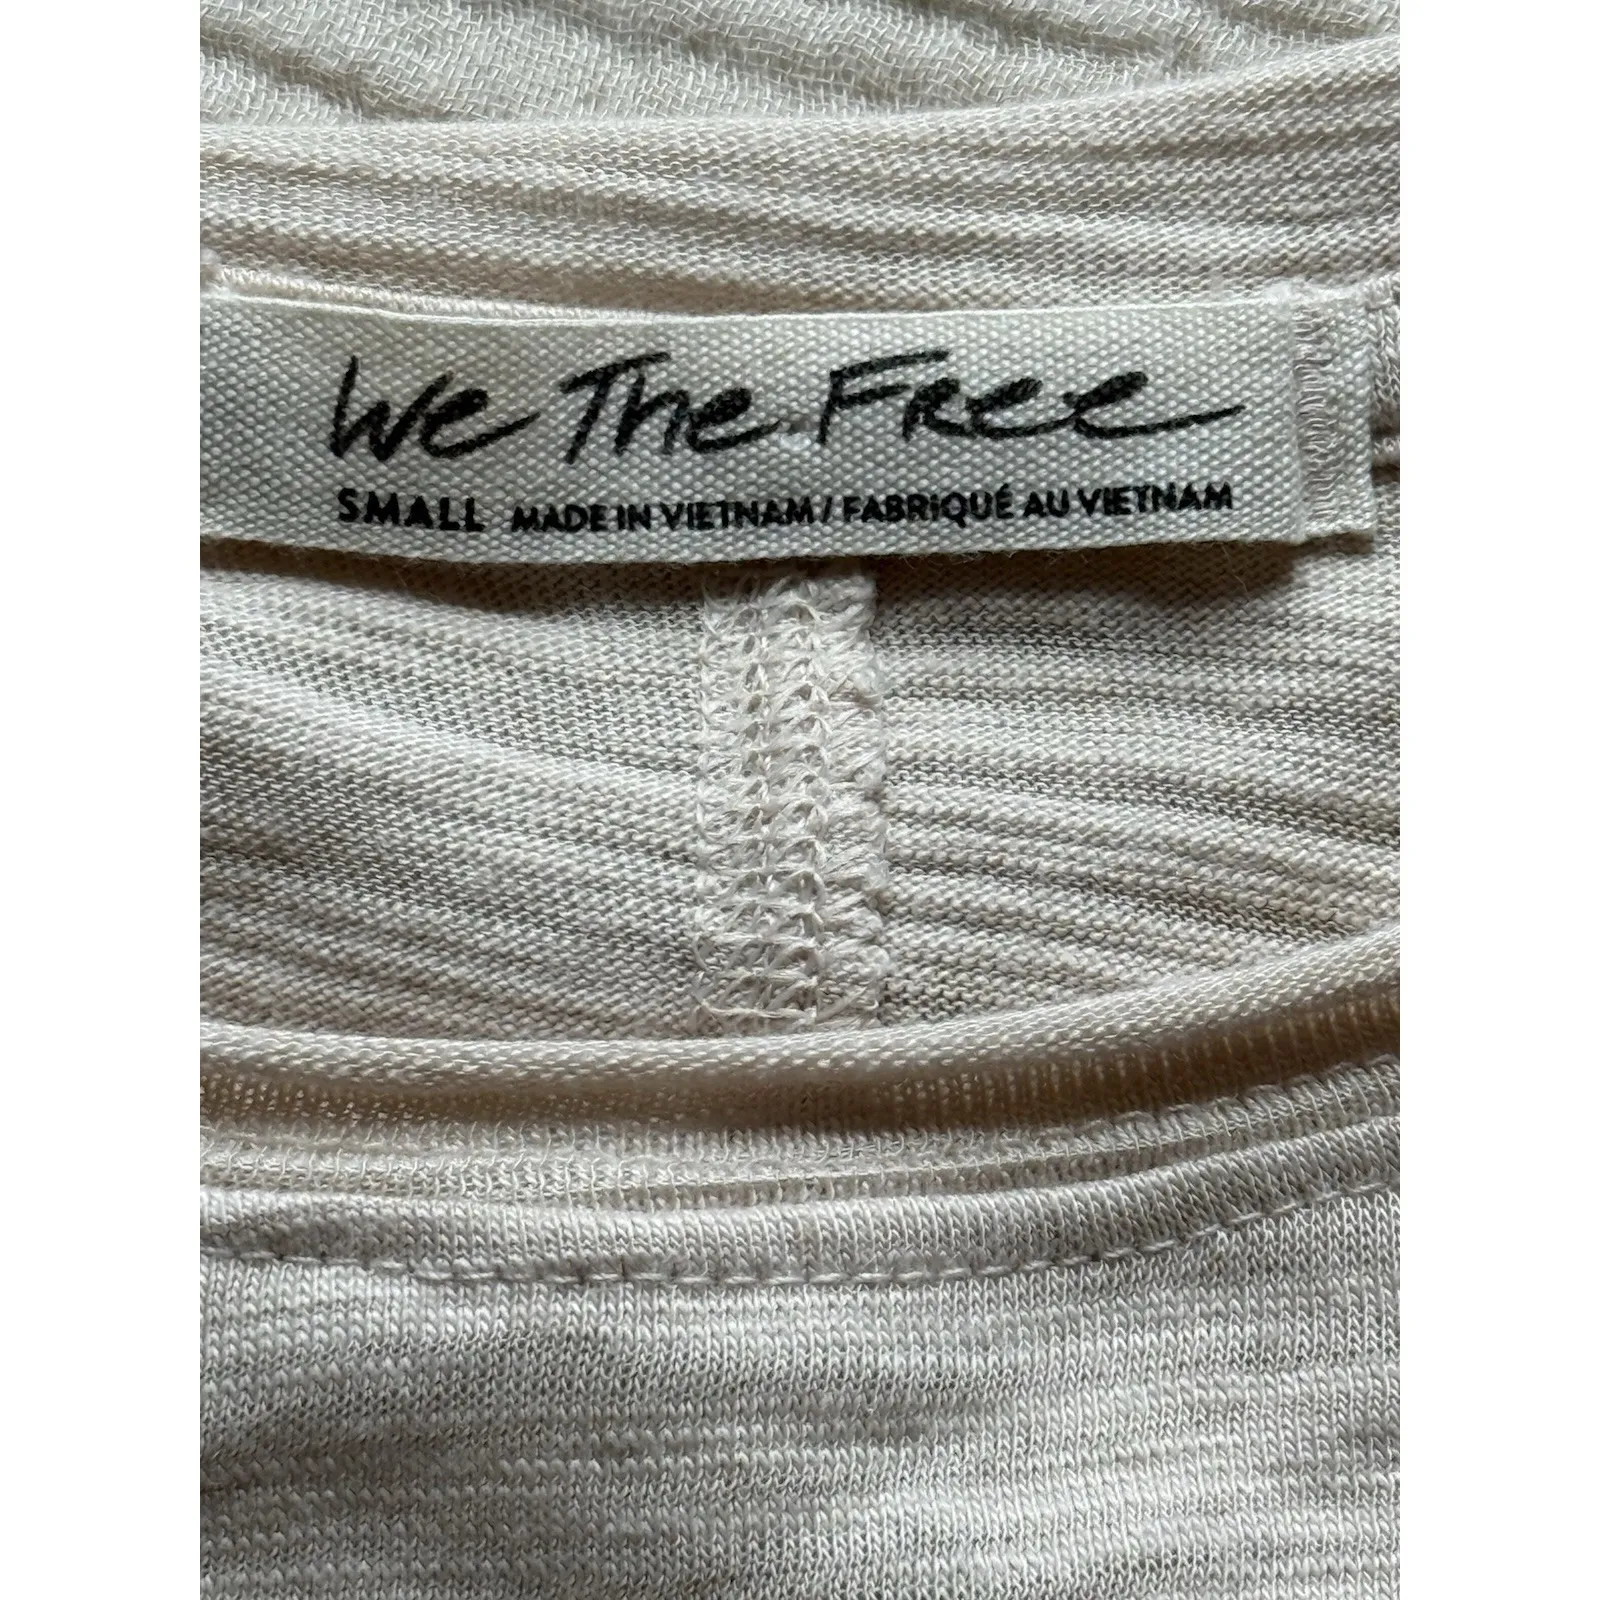 We The Free
SMALL MADE IN VIETNAM / FABRIQUÉ AU VIETNAM